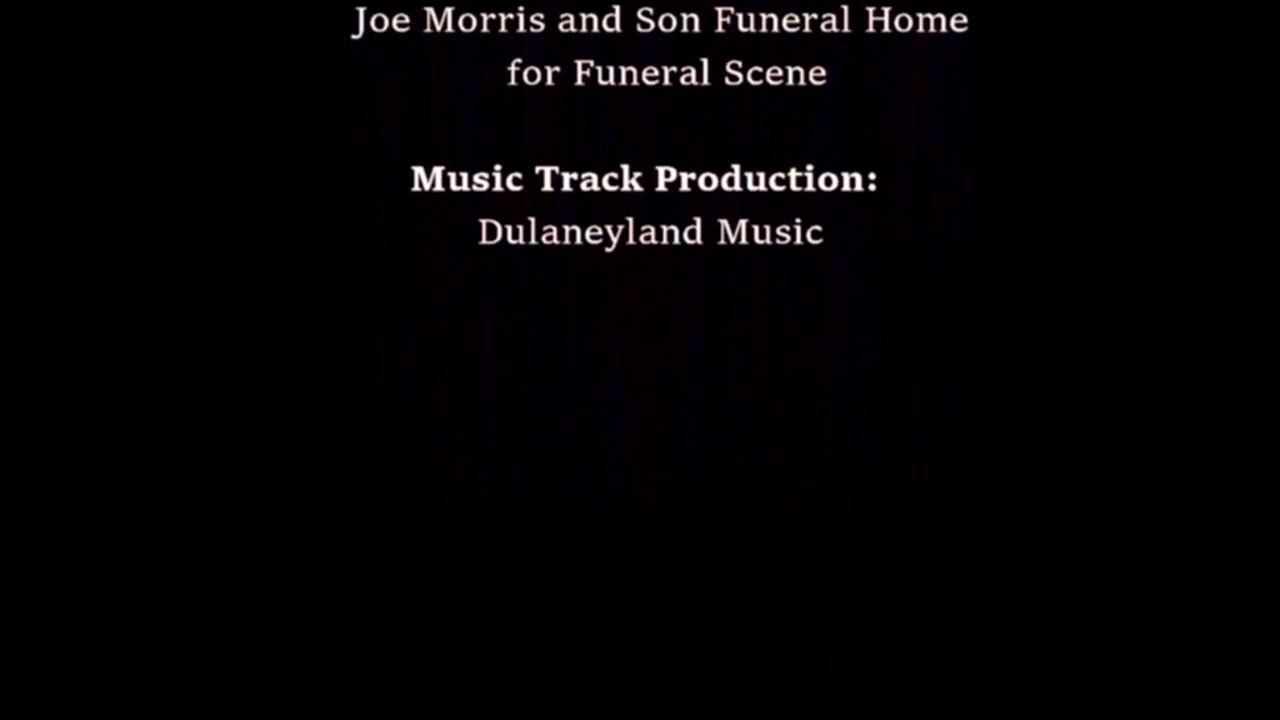 Joe Morris and Son Funeral Home
for Funeral Scene
Music Track Production:
Dulaneyland Music